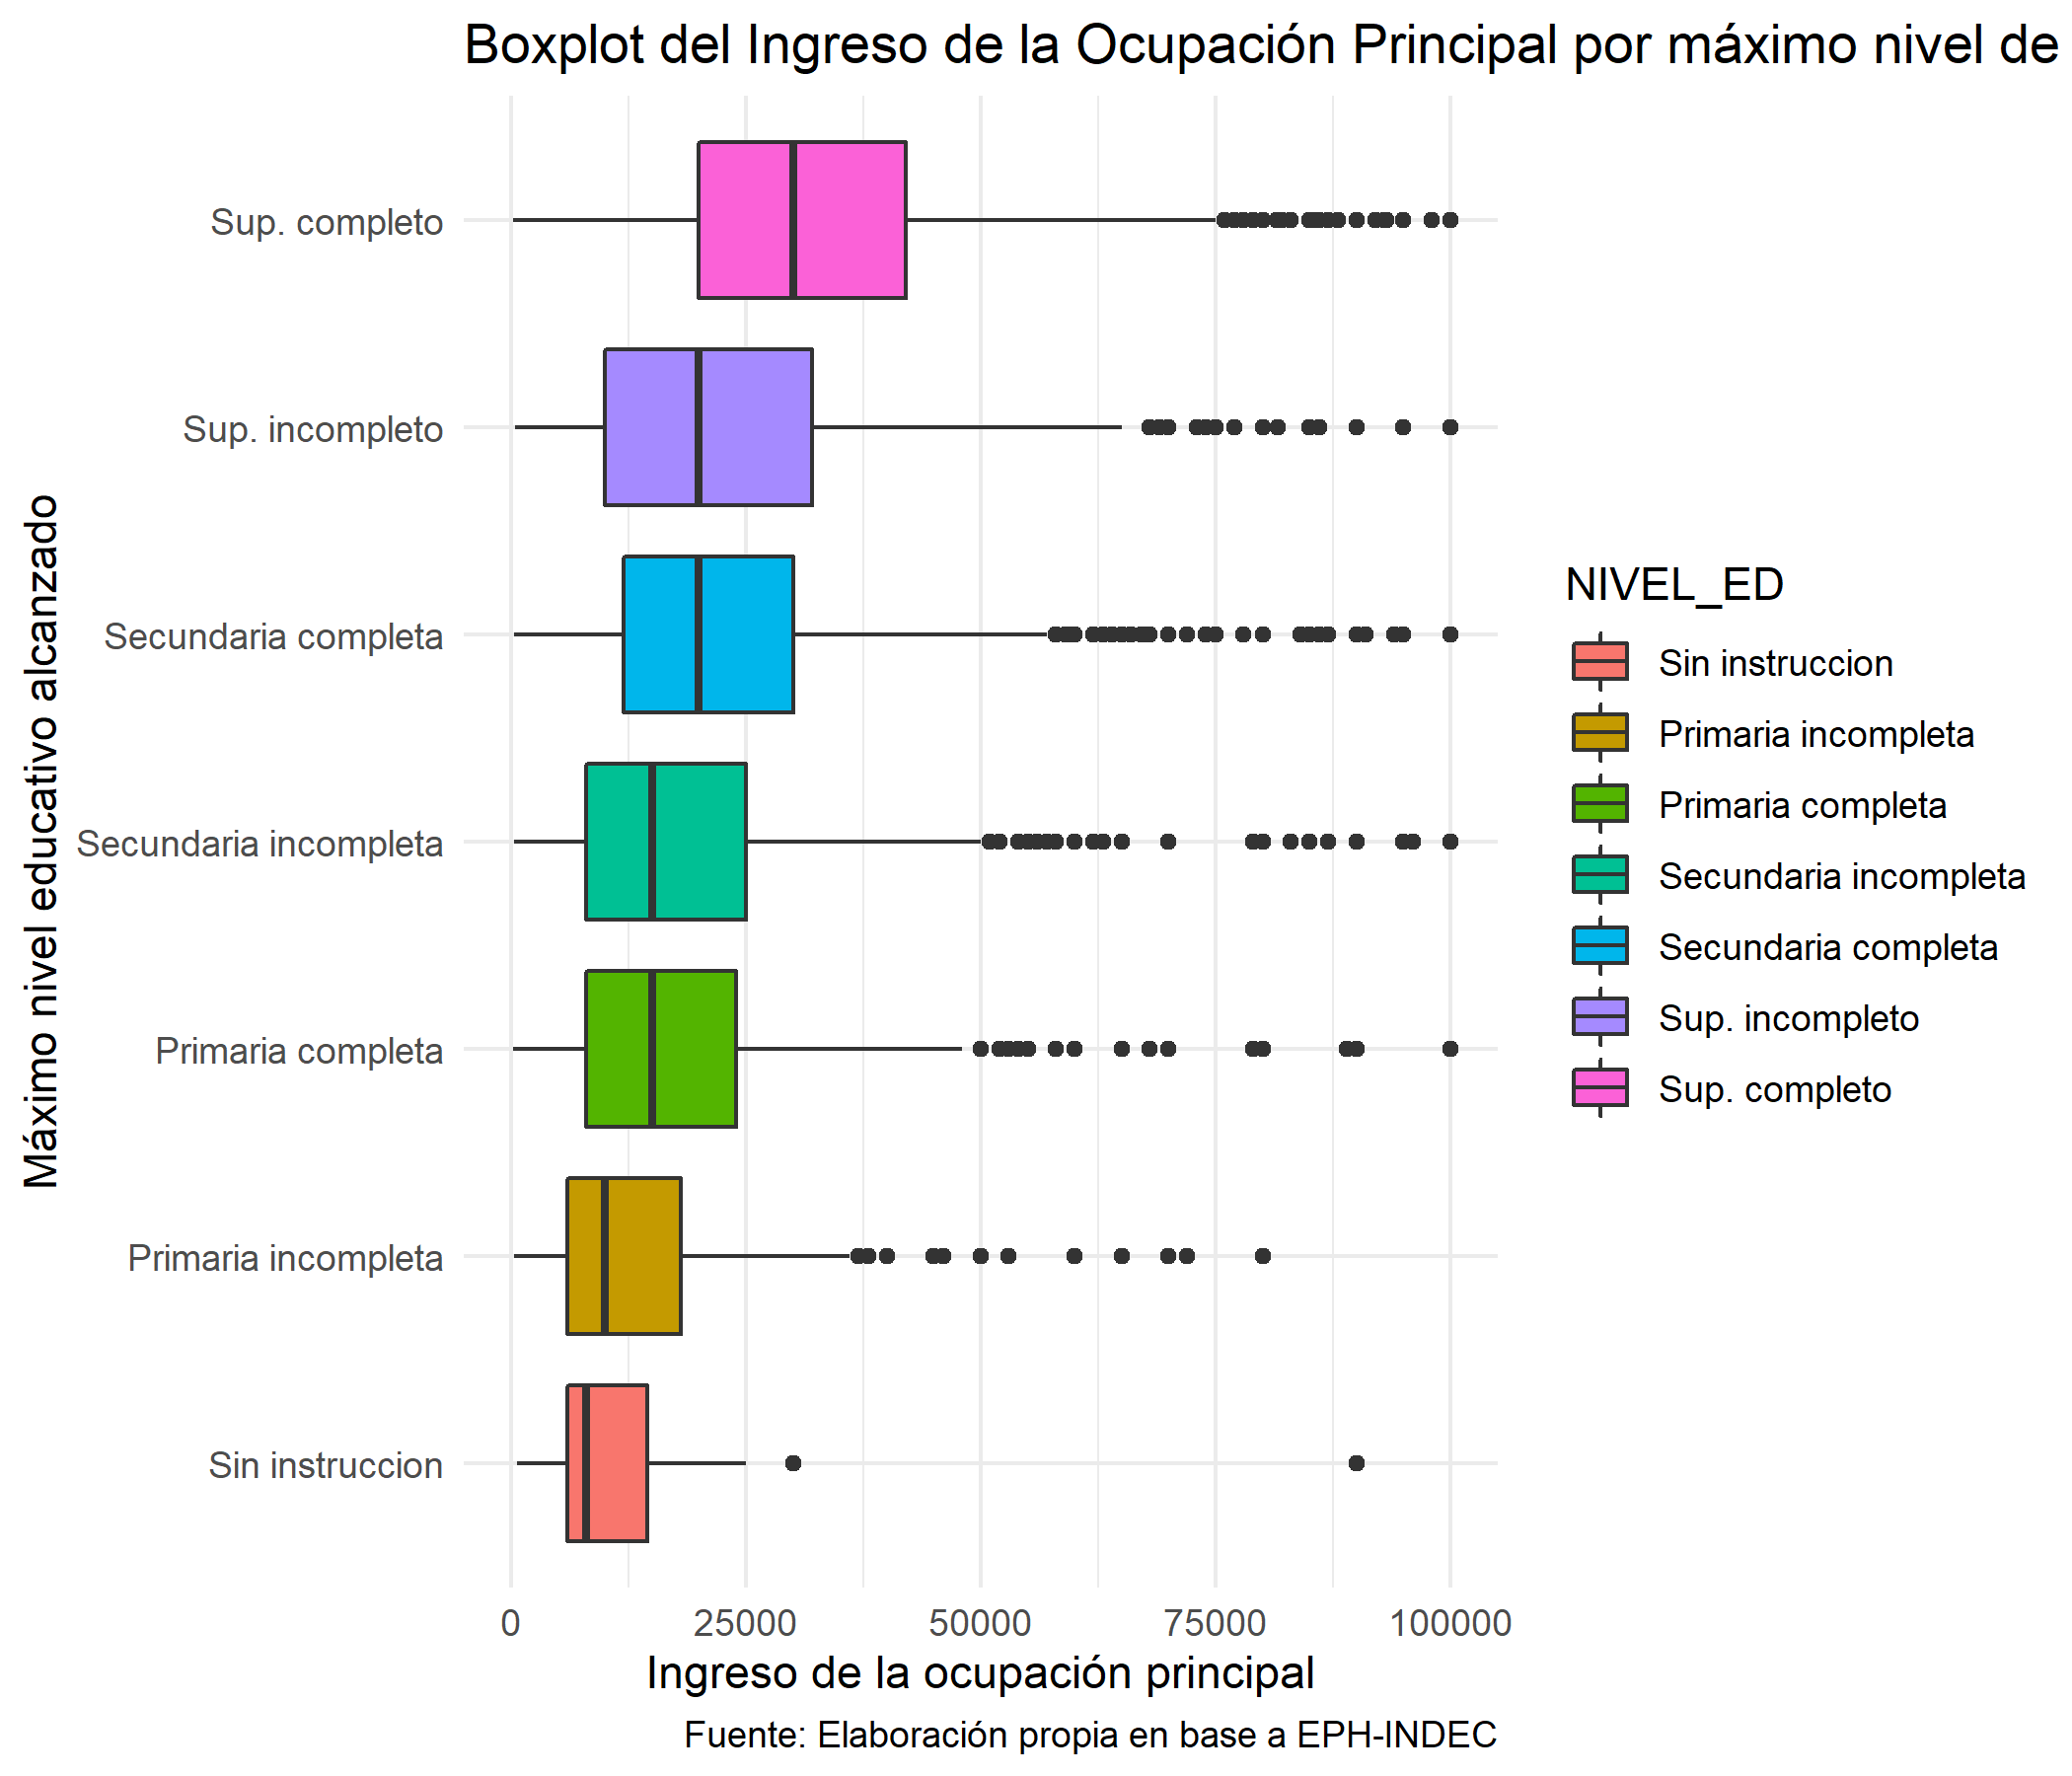 Boxplot del Ingreso de la Ocupación Principal por máximo nivel de
Máximo nivel educativo alcanzado
Sup. completo
Sup. incompleto
Secundaria completa
Secundaria incompleta
Primaria completa
Primaria incompleta
Sin instruccion
0 25000 50000 75000 100000
Ingreso de la ocupación principal
Fuente: Elaboración propia en base a EPH-INDEC
NIVEL_ED
Sin instruccion
Primaria incompleta
Primaria completa
Secundaria incompleta
Secundaria completa
Sup. incompleto
Sup. completo